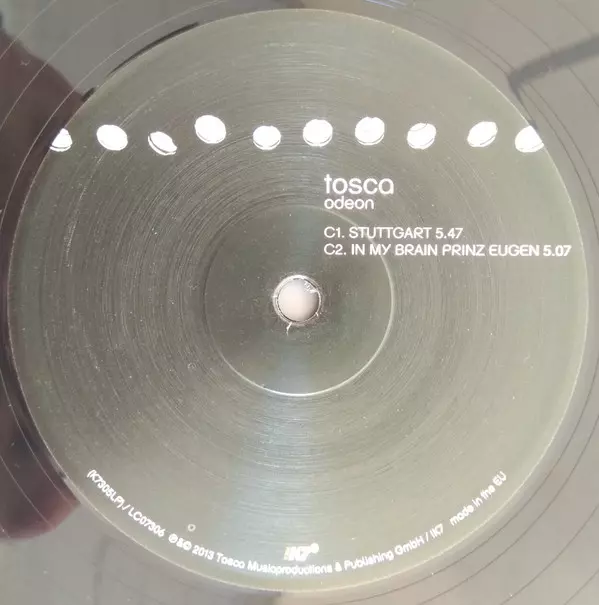 tosca
odeon
C1. STUTTGART 5.47
C2. IN MY BRAIN PRINZ EUGEN 5.07
!K7
(K7305LP) / LC07306 ℗&© 2013 Tosca Musicproductions & Publishing GmbH / !K7 made in the EU